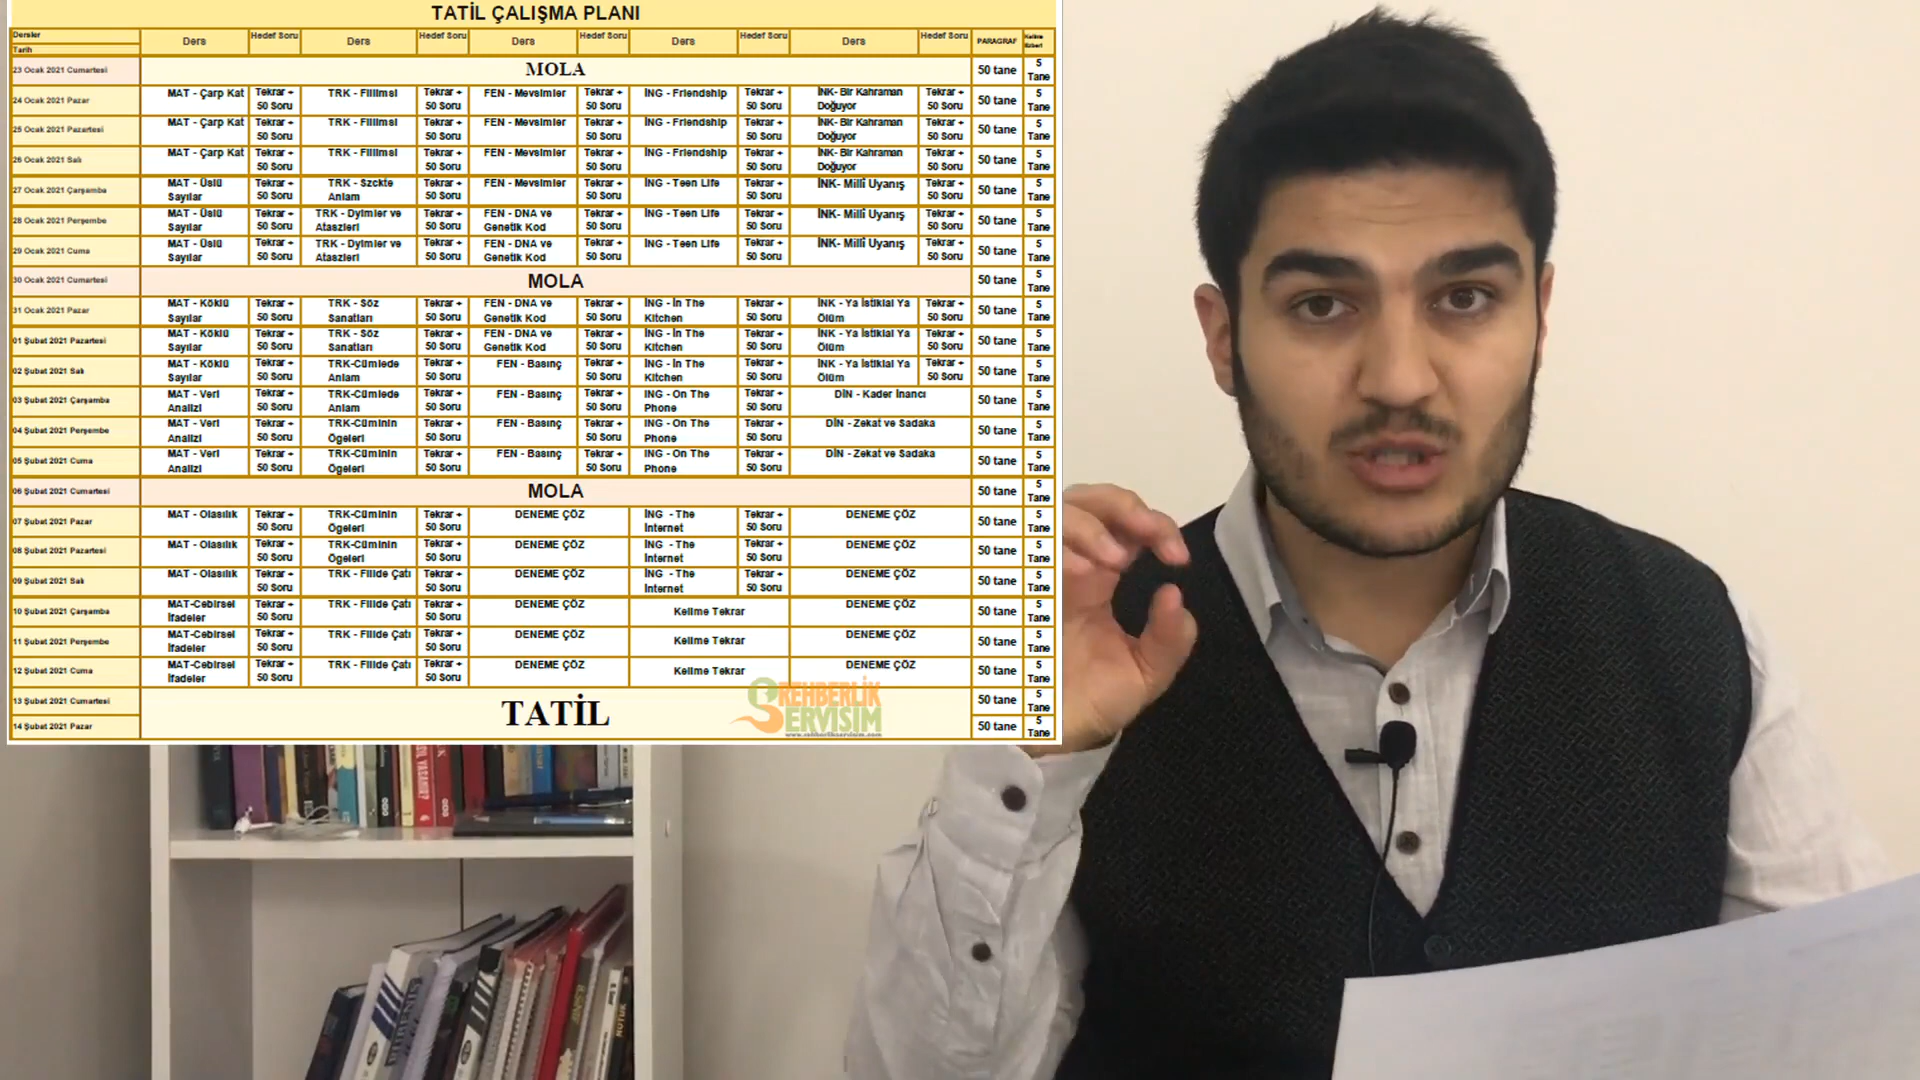 TATİL ÇALIŞMA PLANI
Dersler Tarih Ders Hedef Soru Ders Hedef Soru Ders Hedef Soru Ders Hedef Soru Ders Hedef Soru PARAGRAF Kelime Ezberi
23 Ocak 2021 Cumartesi MOLA 50 tane 5 Tane
24 Ocak 2021 Pazar MAT - Çarp Kat Tekrar + 50 Soru TRK - Fiilimsi Tekrar + 50 Soru FEN - Mevsimler Tekrar + 50 Soru İNG - Friendship Tekrar + 50 Soru İNK- Bir Kahraman Doğuyor Tekrar + 50 Soru 50 tane 5 Tane
25 Ocak 2021 Pazartesi MAT - Çarp Kat Tekrar + 50 Soru TRK - Fiilimsi Tekrar + 50 Soru FEN - Mevsimler Tekrar + 50 Soru İNG - Friendship Tekrar + 50 Soru İNK- Bir Kahraman Doğuyor Tekrar + 50 Soru 50 tane 5 Tane
26 Ocak 2021 Salı MAT - Çarp Kat Tekrar + 50 Soru TRK - Fiilimsi Tekrar + 50 Soru FEN - Mevsimler Tekrar + 50 Soru İNG - Friendship Tekrar + 50 Soru İNK- Bir Kahraman Doğuyor Tekrar + 50 Soru 50 tane 5 Tane
27 Ocak 2021 Çarşamba MAT - Üslü Sayılar Tekrar + 50 Soru TRK - Szckte Anlam Tekrar + 50 Soru FEN - Mevsimler Tekrar + 50 Soru İNG - Teen Life Tekrar + 50 Soru İNK- Millî Uyanış Tekrar + 50 Soru 50 tane 5 Tane
28 Ocak 2021 Perşembe MAT - Üslü Sayılar Tekrar + 50 Soru TRK - Dyimler ve Ataszleri Tekrar + 50 Soru FEN - DNA ve Genetik Kod Tekrar + 50 Soru İNG - Teen Life Tekrar + 50 Soru İNK- Millî Uyanış Tekrar + 50 Soru 50 tane 5 Tane
29 Ocak 2021 Cuma MAT - Üslü Sayılar Tekrar + 50 Soru TRK - Dyimler ve Ataszleri Tekrar + 50 Soru FEN - DNA ve Genetik Kod Tekrar + 50 Soru İNG - Teen Life Tekrar + 50 Soru İNK- Millî Uyanış Tekrar + 50 Soru 50 tane 5 Tane
30 Ocak 2021 Cumartesi MOLA 50 tane 5 Tane
31 Ocak 2021 Pazar MAT - Köklü Sayılar Tekrar + 50 Soru TRK - Söz Sanatları Tekrar + 50 Soru FEN - DNA ve Genetik Kod Tekrar + 50 Soru İNG - In The Kitchen Tekrar + 50 Soru İNK - Ya İstiklal Ya Ölüm Tekrar + 50 Soru 50 tane 5 Tane
01 Şubat 2021 Pazartesi MAT - Köklü Sayılar Tekrar + 50 Soru TRK - Söz Sanatları Tekrar + 50 Soru FEN - DNA ve Genetik Kod Tekrar + 50 Soru İNG - In The Kitchen Tekrar + 50 Soru İNK - Ya İstiklal Ya Ölüm Tekrar + 50 Soru 50 tane 5 Tane
02 Şubat 2021 Salı MAT - Köklü Sayılar Tekrar + 50 Soru TRK-Cümlede Anlam Tekrar + 50 Soru FEN - Basınç Tekrar + 50 Soru İNG - In The Kitchen Tekrar + 50 Soru İNK - Ya İstiklal Ya Ölüm Tekrar + 50 Soru 50 tane 5 Tane
03 Şubat 2021 Çarşamba MAT - Veri Analizi Tekrar + 50 Soru TRK-Cümlede Anlam Tekrar + 50 Soru FEN - Basınç Tekrar + 50 Soru İNG - On The Phone Tekrar + 50 Soru DİN - Kader İnancı 50 tane 5 Tane
04 Şubat 2021 Perşembe MAT - Veri Analizi Tekrar + 50 Soru TRK-Cümlnin Ögeleri Tekrar + 50 Soru FEN - Basınç Tekrar + 50 Soru İNG - On The Phone Tekrar + 50 Soru DİN - Zekat ve Sadaka 50 tane 5 Tane
05 Şubat 2021 Cuma MAT - Veri Analizi Tekrar + 50 Soru TRK-Cümlnin Ögeleri Tekrar + 50 Soru FEN - Basınç Tekrar + 50 Soru İNG - On The Phone Tekrar + 50 Soru DİN - Zekat ve Sadaka 50 tane 5 Tane
06 Şubat 2021 Cumartesi MOLA 50 tane 5 Tane
07 Şubat 2021 Pazar MAT - Olasılık Tekrar + 50 Soru TRK-Cümlnin Ögeleri Tekrar + 50 Soru DENEME ÇÖZ İNG - The İnternet Tekrar + 50 Soru DENEME ÇÖZ 50 tane 5 Tane
08 Şubat 2021 Pazartesi MAT - Olasılık Tekrar + 50 Soru TRK-Cümlnin Ögeleri Tekrar + 50 Soru DENEME ÇÖZ İNG - The İnternet Tekrar + 50 Soru DENEME ÇÖZ 50 tane 5 Tane
09 Şubat 2021 Salı MAT - Olasılık Tekrar + 50 Soru TRK - Fiilde Çatı Tekrar + 50 Soru DENEME ÇÖZ İNG - The İnternet Tekrar + 50 Soru DENEME ÇÖZ 50 tane 5 Tane
10 Şubat 2021 Çarşamba MAT-Cebirsel İfadeler Tekrar + 50 Soru TRK - Fiilde Çatı Tekrar + 50 Soru DENEME ÇÖZ Kelime Tekrar DENEME ÇÖZ 50 tane 5 Tane
11 Şubat 2021 Perşembe MAT-Cebirsel İfadeler Tekrar + 50 Soru TRK - Fiilde Çatı Tekrar + 50 Soru DENEME ÇÖZ Kelime Tekrar DENEME ÇÖZ 50 tane 5 Tane
12 Şubat 2021 Cuma MAT-Cebirsel İfadeler Tekrar + 50 Soru TRK - Fiilde Çatı Tekrar + 50 Soru DENEME ÇÖZ Kelime Tekrar DENEME ÇÖZ 50 tane 5 Tane
13 Şubat 2021 Cumartesi TATİL 50 tane 5 Tane
14 Şubat 2021 Pazar 50 tane 5 Tane
REHBERLİK SERVİSİM
www.rehberlikservisim.com